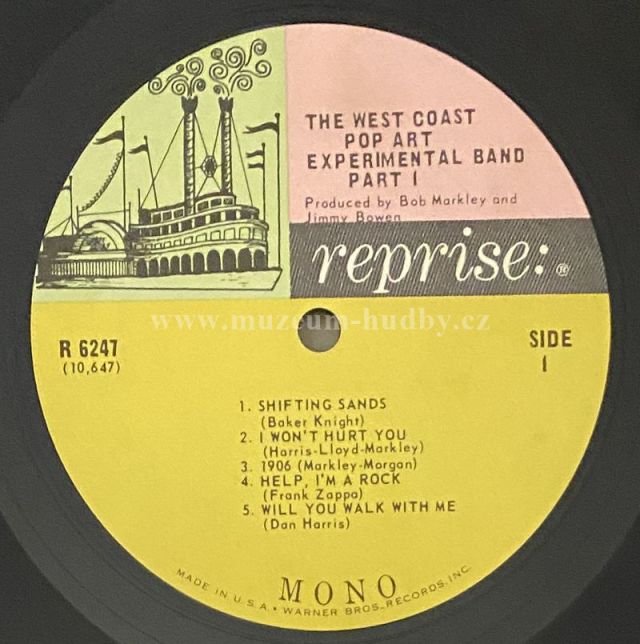 THE WEST COAST
POP ART
EXPERIMENTAL BAND
PART I
Produced by Bob Markley and
Jimmy Bowen
reprise:®
www.muzeum-hudby.cz
R 6247
(10,647)
SIDE
1
1. SHIFTING SANDS
(Baker Knight)
2. I WON'T HURT YOU
(Harris-Lloyd-Markley)
3. 1906 (Markley-Morgan)
4. HELP, I'M A ROCK
(Frank Zappa)
5. WILL YOU WALK WITH ME
(Dan Harris)
MONO
MADE IN U.S.A. • WARNER BROS. RECORDS, INC.